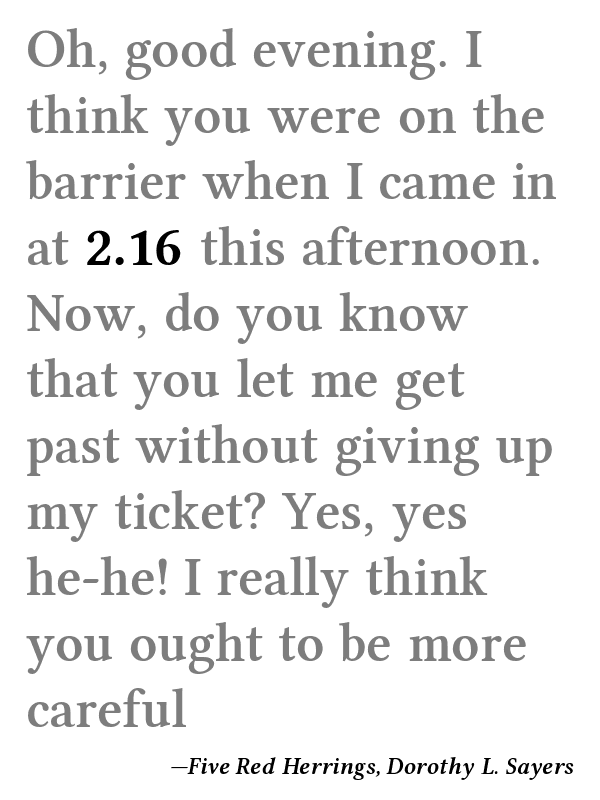 Oh, good evening. I
think you were on the
barrier when I came in
at 2.16 this afternoon.
Now, do you know
that you let me get
past without giving up
my ticket? Yes, yes
he-he! I really think
you ought to be more
careful
—Five Red Herrings, Dorothy L. Sayers